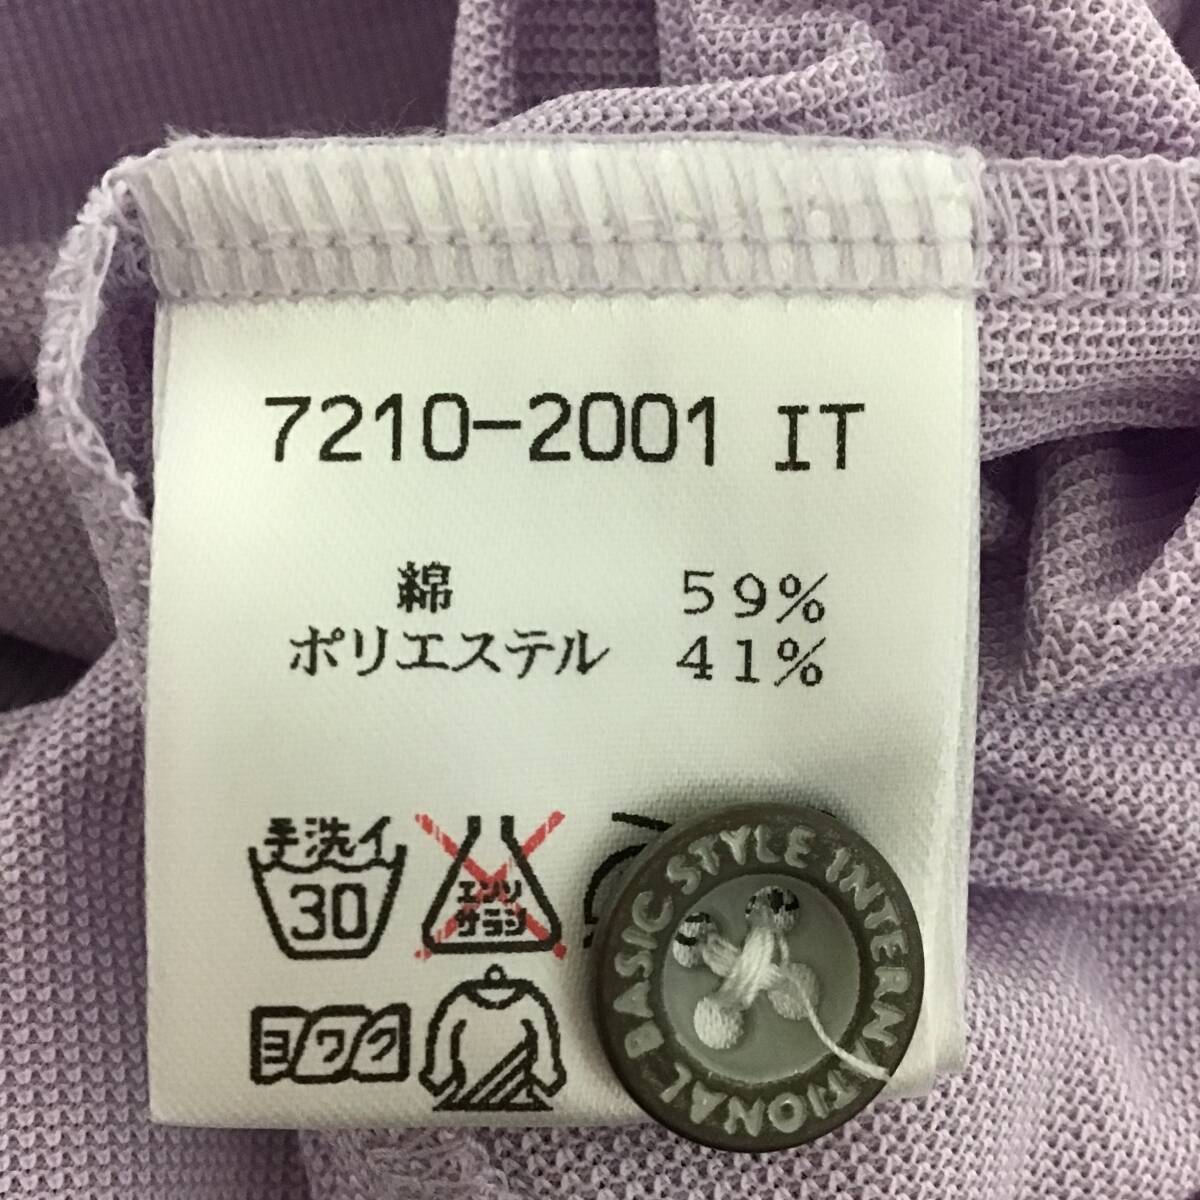 7210-2001 IT
綿 59%
ポリエステル 41%
手洗イ
30
エンソ
サラシ
ヨワク
BASIC STYLE INTERNATIONAL